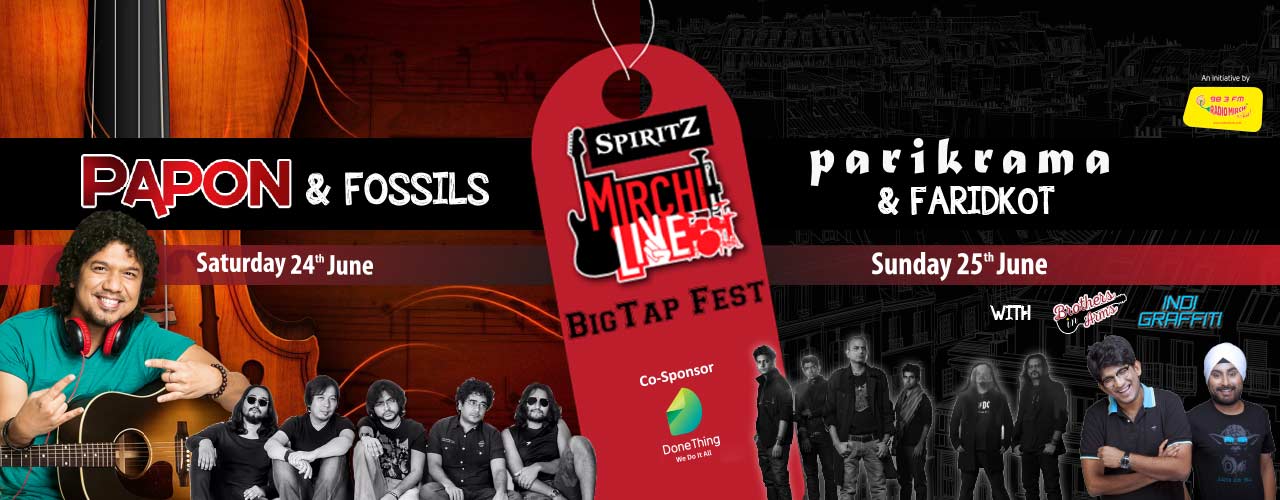 PAPON & FOSSILS
Saturday 24th June
SPIRITZ
MIRCHI
LIVE
BIGTAP FEST
Co-Sponsor
DoneThing
We Do It All
An Initiative by
98.3 FM
RADIO MIRCHI
parikrama
& FARIDKOT
Sunday 25th June
WITH
Brothers
in
Arms
INDI
GRAFFITI
#DC